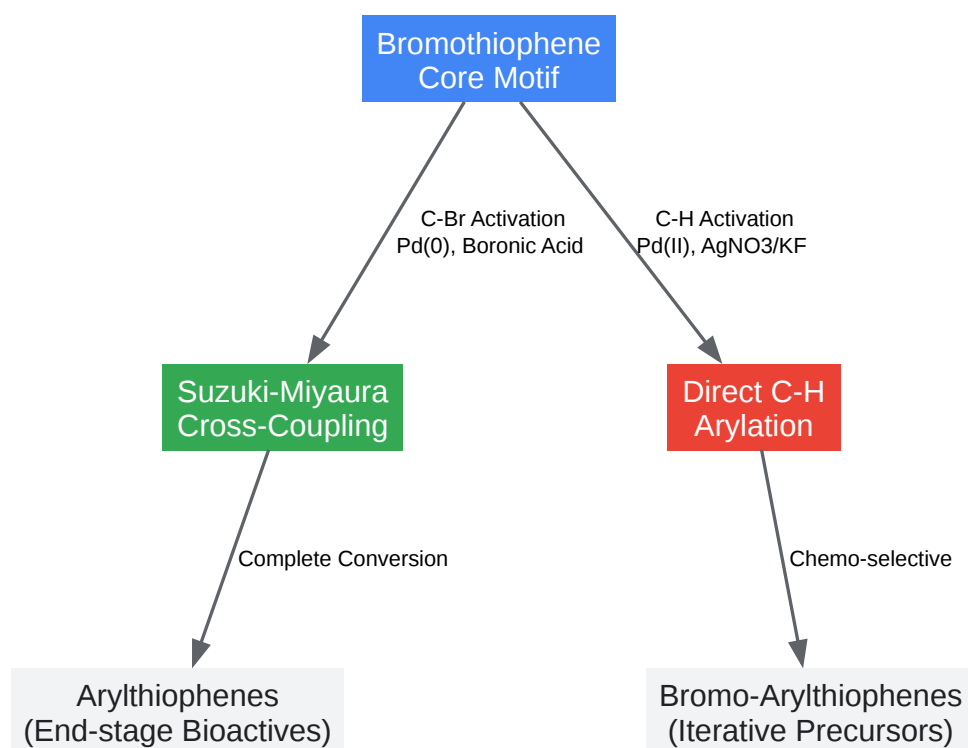 Bromothiophene
Core Motif
C-Br Activation
Pd(0), Boronic Acid
C-H Activation
Pd(II), AgNO3/KF
Suzuki-Miyaura
Cross-Coupling
Direct C-H
Arylation
Complete Conversion
Chemo-selective
Arylthiophenes
(End-stage Bioactives)
Bromo-Arylthiophenes
(Iterative Precursors)